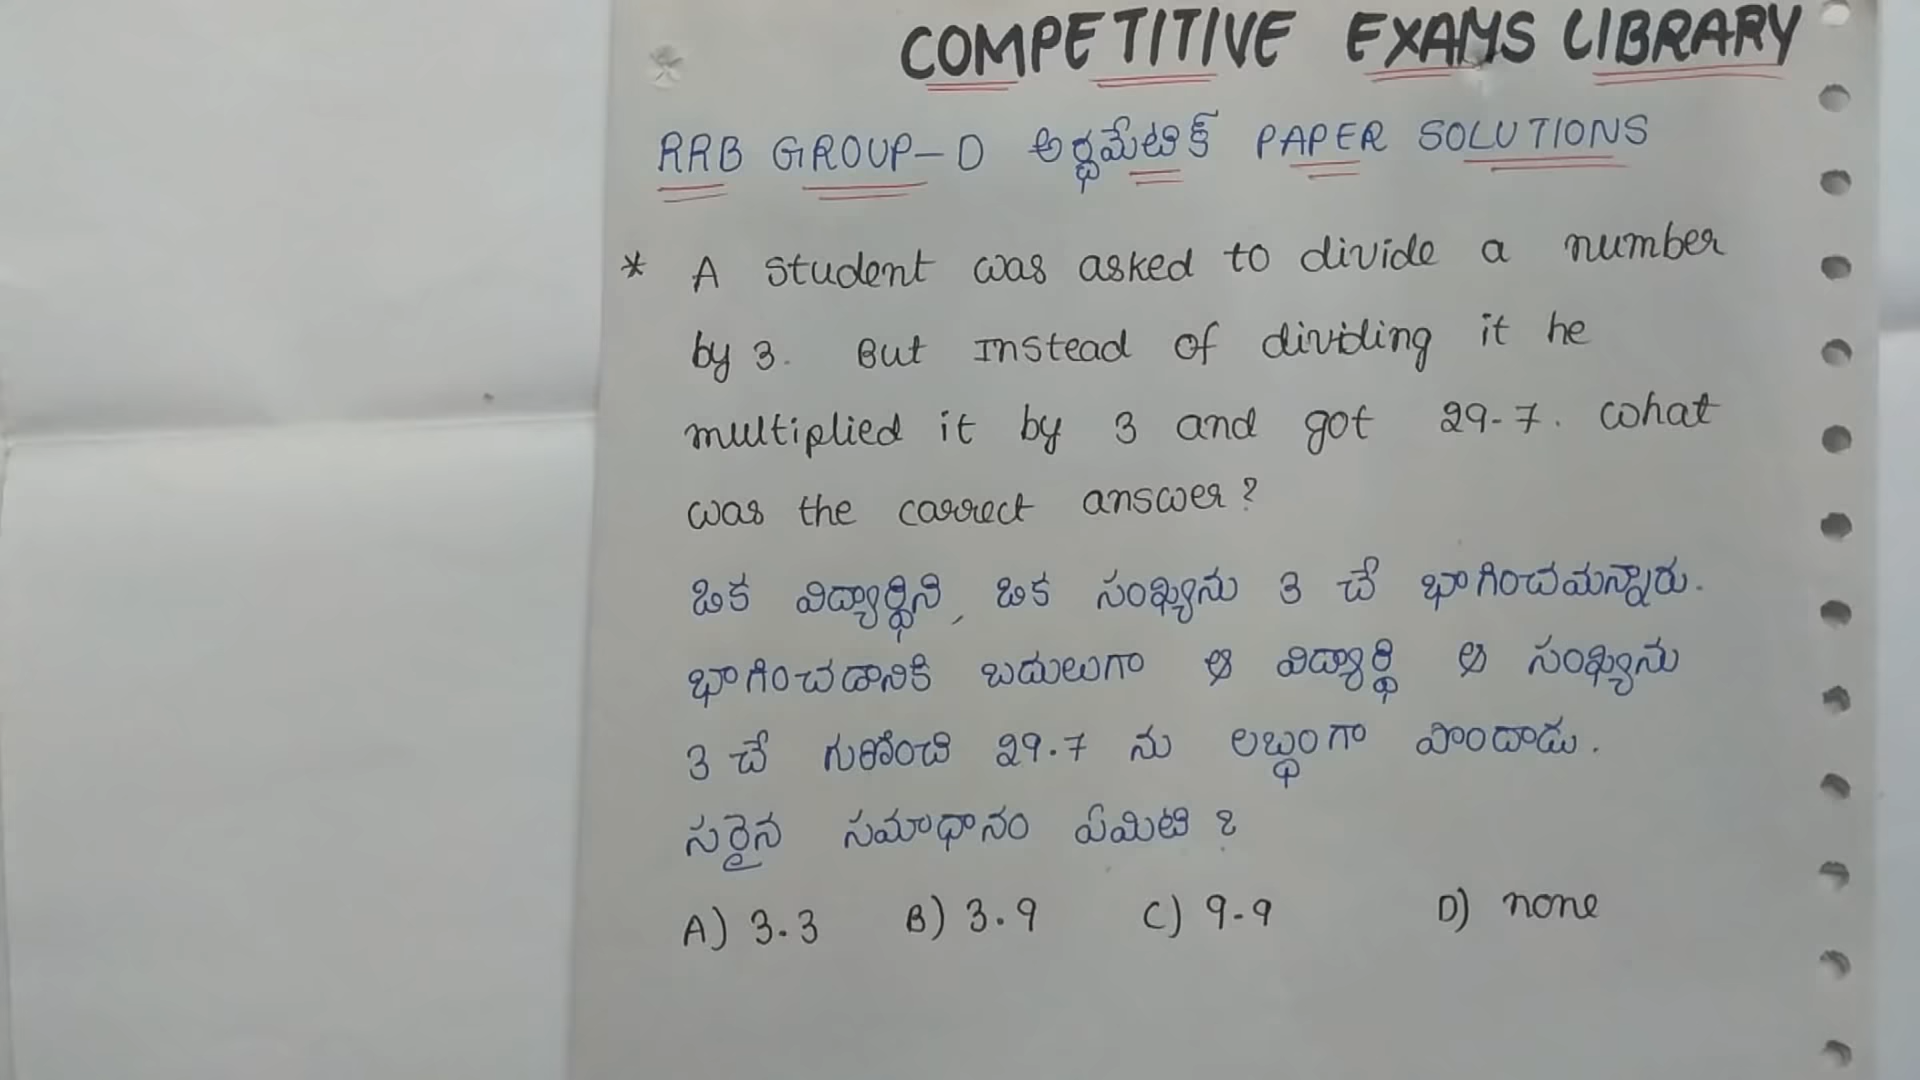 COMPETITIVE EXAMS LIBRARY
RRB GROUP-D అర్థమేటిక్ PAPER SOLUTIONS
* A student was asked to divide a number
by 3. But Instead of dividing it he
multiplied it by 3 and got 29.7. what
was the carrect answer?
ఒక విద్యార్థిని, ఒక సంఖ్యను 3 చే భాగించమన్నారు.
భాగించడానికి బదులుగా ఆ విద్యార్థి ఆ సంఖ్యను
3 చే గుణించి 29.7 ను లబ్ధంగా పొందాడు.
సరైన సమాధానం ఏమిటి ?
A) 3.3 B) 3.9 C) 9.9 D) none